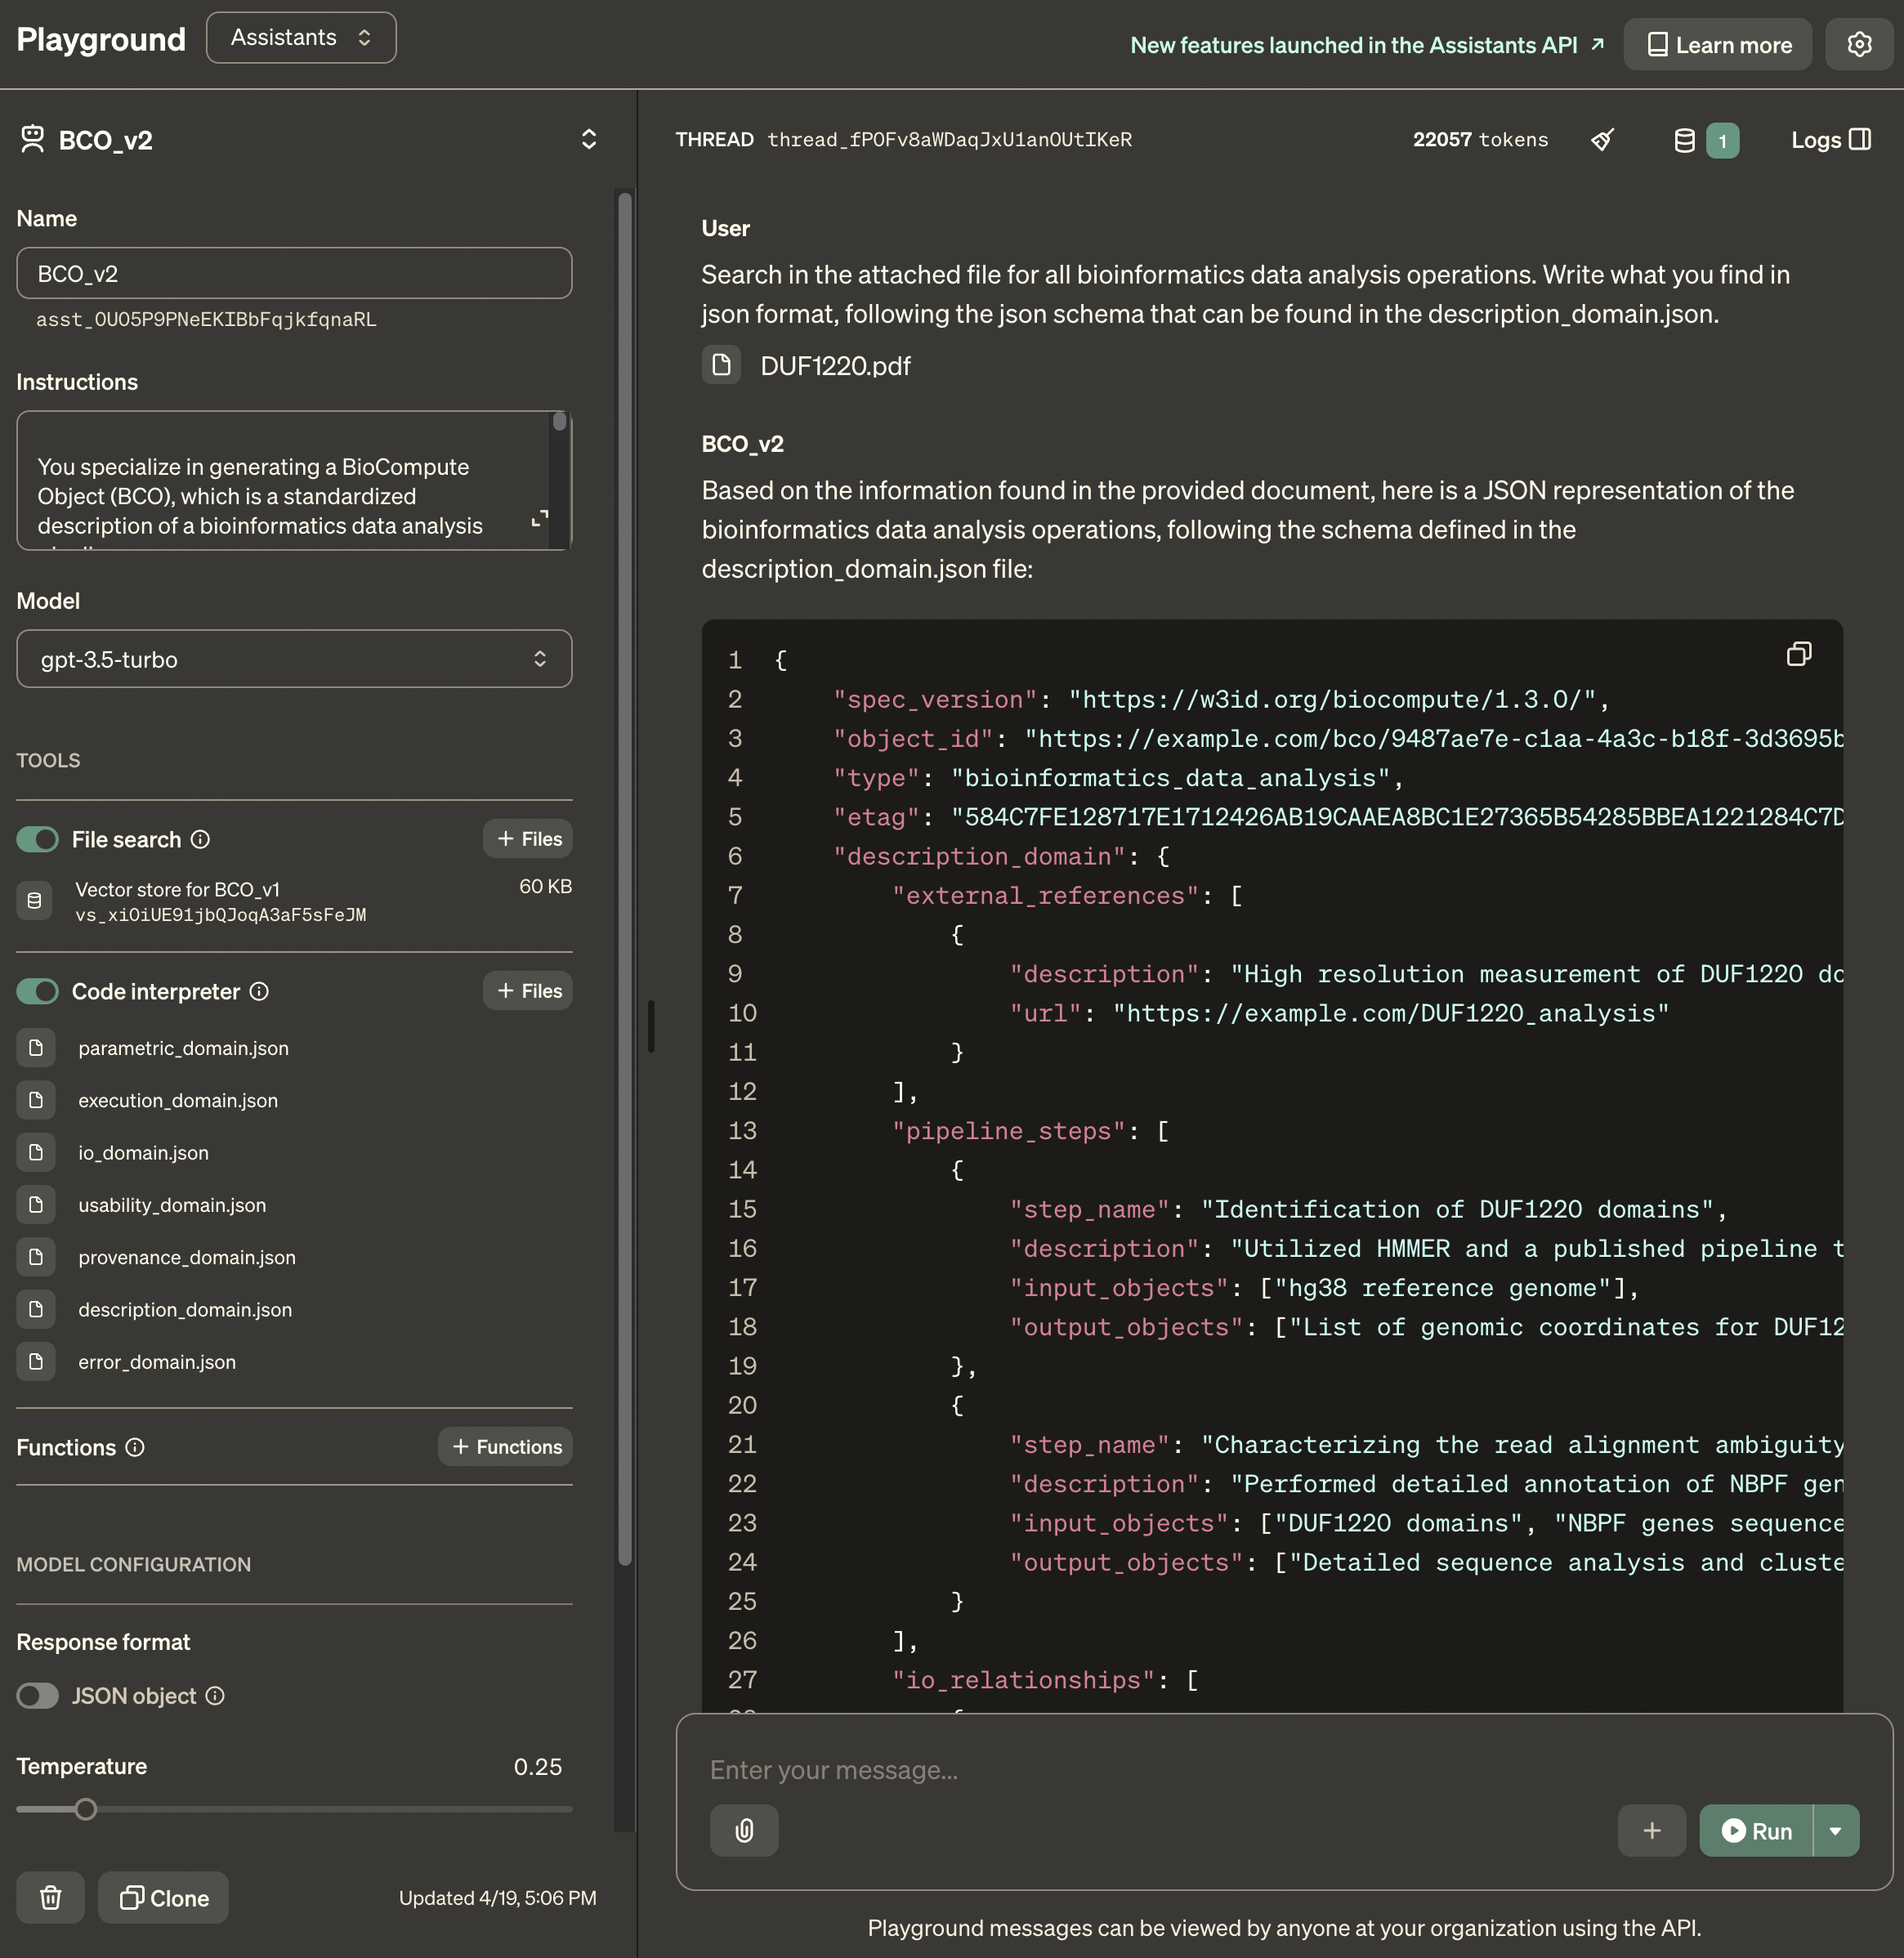 Playground
Assistants
New features launched in the Assistants API ↗
Learn more
BCO_v2
Name
BCO_v2
asst_OUO5P9PNeEKIBbFqjkfqnaRL
Instructions
You specialize in generating a BioCompute
Object (BCO), which is a standardized
description of a bioinformatics data analysis
Model
gpt-3.5-turbo
TOOLS
File search
+ Files
Vector store for BCO_v1
60 KB
vs_xiOiUE91jbQJoqA3aF5sFeJM
Code interpreter
+ Files
parametric_domain.json
execution_domain.json
io_domain.json
usability_domain.json
provenance_domain.json
description_domain.json
error_domain.json
Functions
+ Functions
MODEL CONFIGURATION
Response format
JSON object
Temperature
0.25
Clone
Updated 4/19, 5:06 PM
THREAD thread_fPOFv8aWDaqJxU1anOUtIKeR
22057 tokens
1
Logs
User
Search in the attached file for all bioinformatics data analysis operations. Write what you find in
json format, following the json schema that can be found in the description_domain.json.
DUF1220.pdf
BCO_v2
Based on the information found in the provided document, here is a JSON representation of the
bioinformatics data analysis operations, following the schema defined in the
description_domain.json file:
1 {
2 "spec_version": "https://w3id.org/biocompute/1.3.0/",
3 "object_id": "https://example.com/bco/9487ae7e-c1aa-4a3c-b18f-3d3695b
4 "type": "bioinformatics_data_analysis",
5 "etag": "584C7FE128717E1712426AB19CAAEA8BC1E27365B54285BBEA1221284C7D
6 "description_domain": {
7 "external_references": [
8 {
9 "description": "High resolution measurement of DUF1220 do
10 "url": "https://example.com/DUF1220_analysis"
11 }
12 ],
13 "pipeline_steps": [
14 {
15 "step_name": "Identification of DUF1220 domains",
16 "description": "Utilized HMMER and a published pipeline t
17 "input_objects": ["hg38 reference genome"],
18 "output_objects": ["List of genomic coordinates for DUF12
19 },
20 {
21 "step_name": "Characterizing the read alignment ambiguity
22 "description": "Performed detailed annotation of NBPF gen
23 "input_objects": ["DUF1220 domains", "NBPF genes sequence
24 "output_objects": ["Detailed sequence analysis and cluste
25 }
26 ],
27 "io_relationships": [
Enter your message...
+
Run
Playground messages can be viewed by anyone at your organization using the API.